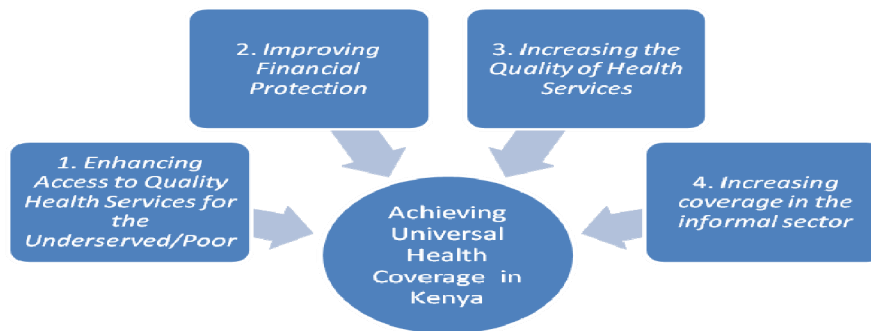 1. Enhancing
Access to Quality
Health Services for
the
Underserved/Poor
2. Improving
Financial
Protection
3. Increasing the
Quality of Health
Services
4. Increasing
coverage in the
informal sector
Achieving
Universal
Health
Coverage in
Kenya